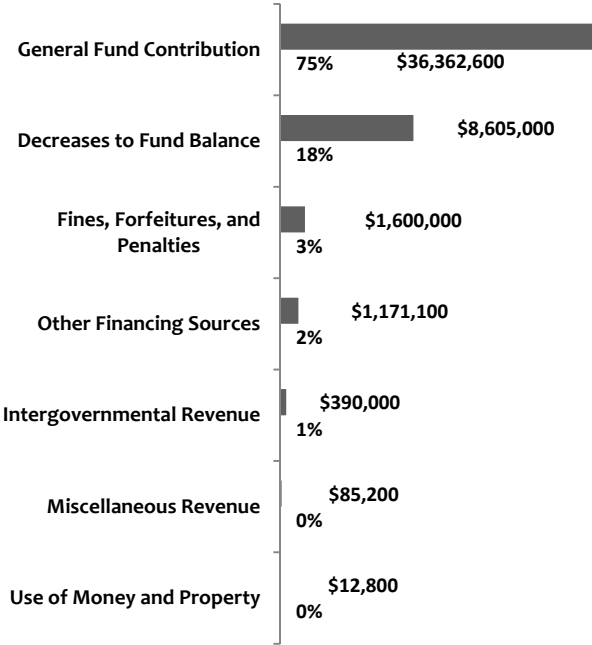 General Fund Contribution
75%
$36,362,600
Decreases to Fund Balance
$8,605,000
18%
Fines, Forfeitures, and
Penalties
$1,600,000
3%
Other Financing Sources
$1,171,100
2%
Intergovernmental Revenue
$390,000
1%
Miscellaneous Revenue
$85,200
0%
Use of Money and Property
$12,800
0%